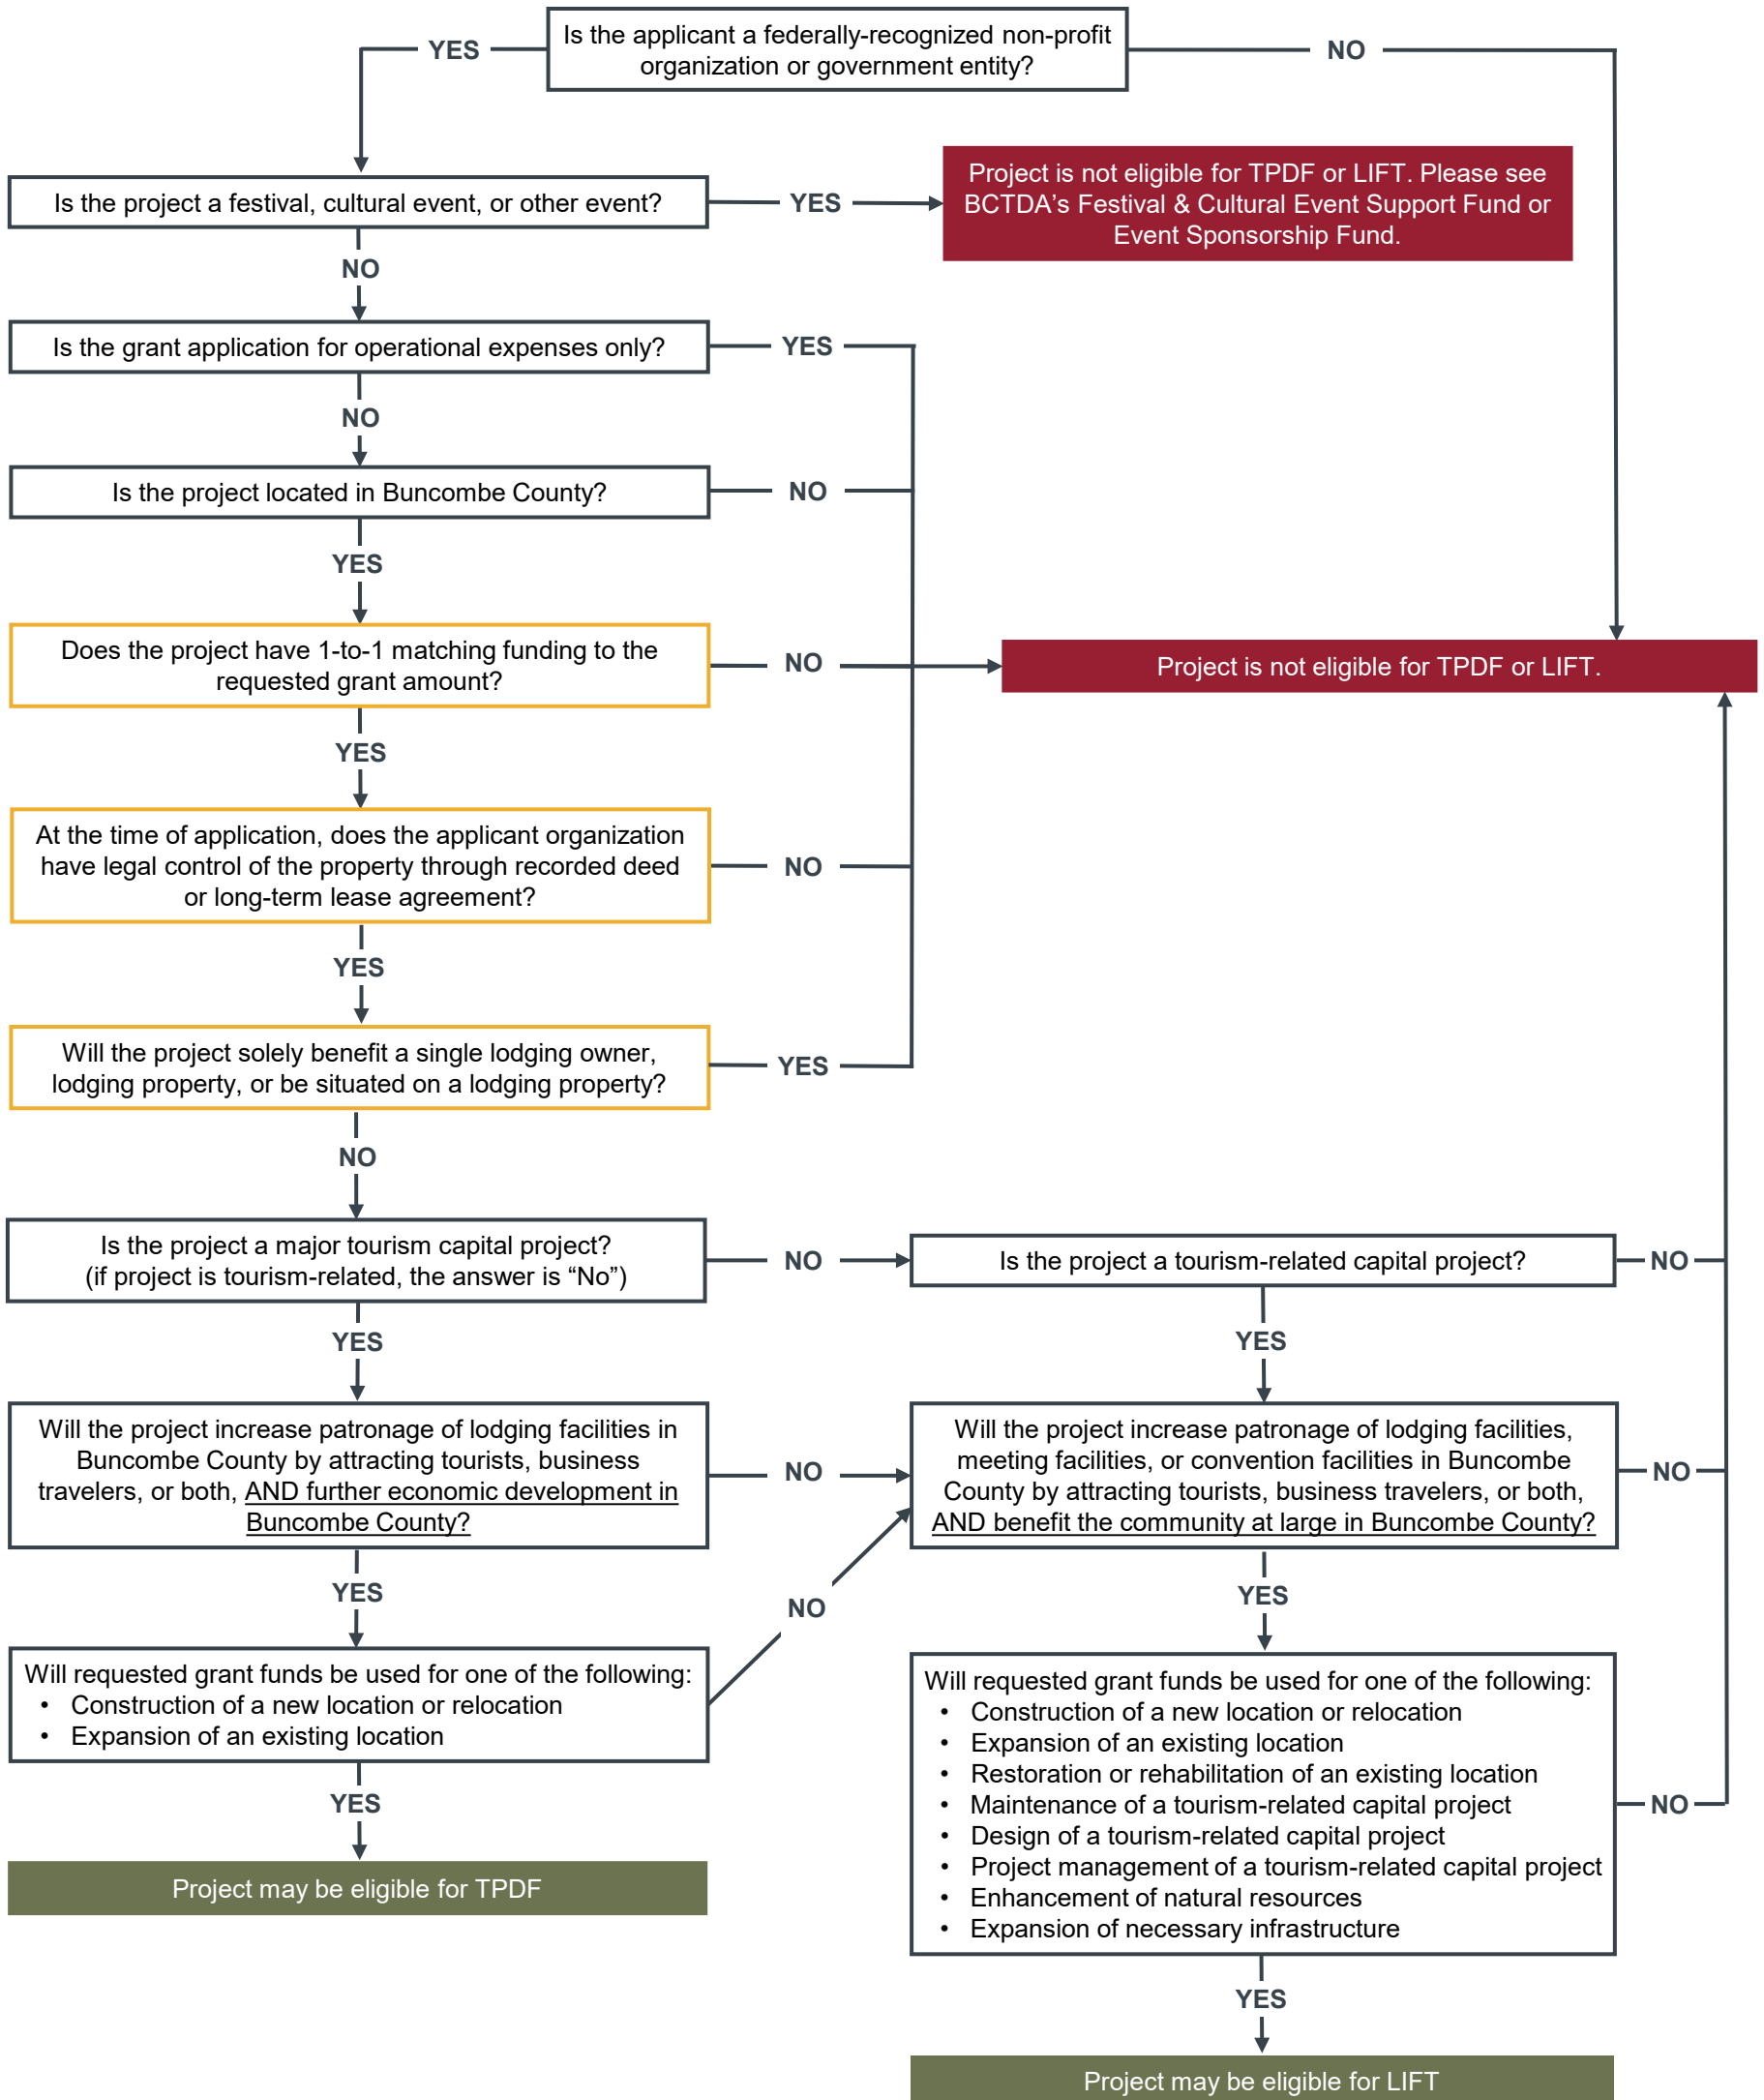 Is the applicant a federally-recognized non-profit
organization or government entity?
YES
NO
Is the project a festival, cultural event, or other event?
YES
Project is not eligible for TPDF or LIFT. Please see
BCTDA’s Festival & Cultural Event Support Fund or
Event Sponsorship Fund.
NO
Is the grant application for operational expenses only?
YES
NO
Is the project located in Buncombe County?
NO
YES
Does the project have 1-to-1 matching funding to the
requested grant amount?
NO
Project is not eligible for TPDF or LIFT.
YES
At the time of application, does the applicant organization
have legal control of the property through recorded deed
or long-term lease agreement?
NO
YES
Will the project solely benefit a single lodging owner,
lodging property, or be situated on a lodging property?
YES
NO
Is the project a major tourism capital project?
(if project is tourism-related, the answer is “No”)
NO
Is the project a tourism-related capital project?
NO
YES
YES
Will the project increase patronage of lodging facilities in
Buncombe County by attracting tourists, business
travelers, or both, AND further economic development in
Buncombe County?
NO
Will the project increase patronage of lodging facilities,
meeting facilities, or convention facilities in Buncombe
County by attracting tourists, business travelers, or both,
AND benefit the community at large in Buncombe County?
NO
YES
NO
YES
Will requested grant funds be used for one of the following:
• Construction of a new location or relocation
• Expansion of an existing location
YES
Project may be eligible for TPDF
Will requested grant funds be used for one of the following:
• Construction of a new location or relocation
• Expansion of an existing location
• Restoration or rehabilitation of an existing location
• Maintenance of a tourism-related capital project
• Design of a tourism-related capital project
• Project management of a tourism-related capital project
• Enhancement of natural resources
• Expansion of necessary infrastructure
NO
YES
Project may be eligible for LIFT